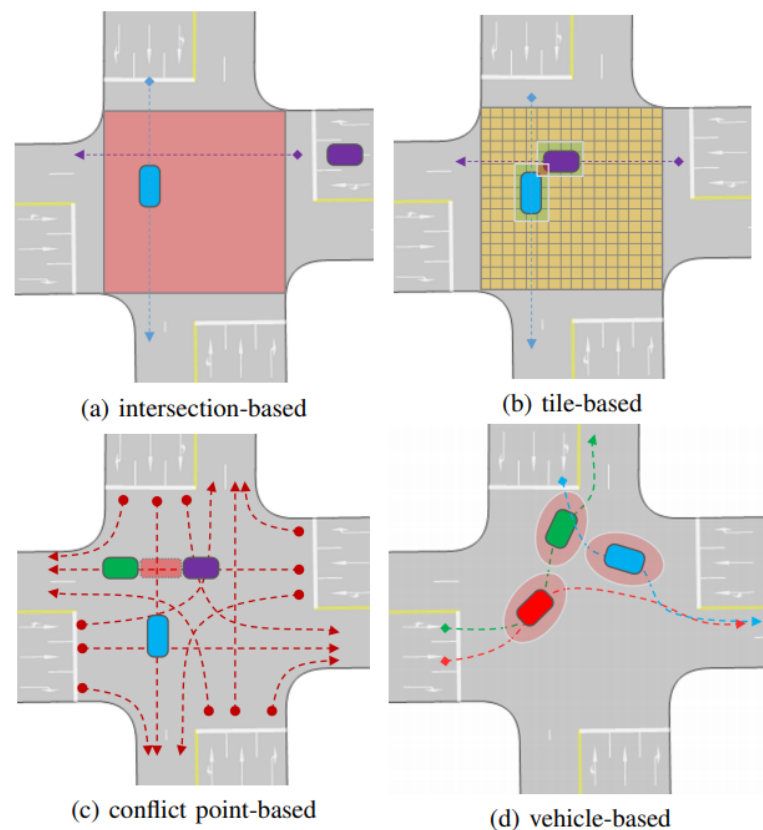 (a) intersection-based
(b) tile-based
(c) conflict point-based
(d) vehicle-based